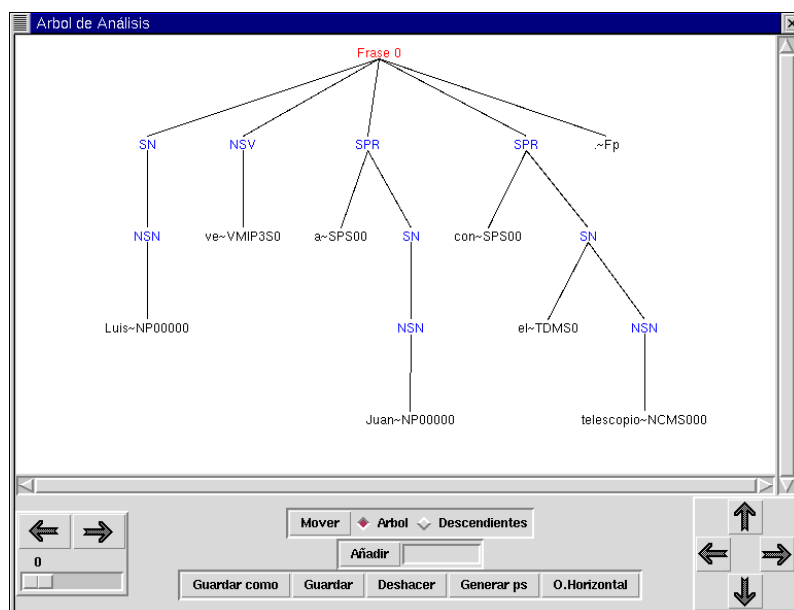 Arbol de Análisis
Frase 0
SN NSV SPR SPR .~Fp
NSN ve~VMIP3S0 a~SPS00 SN con~SPS00 SN
Luis~NP00000 NSN el~TDMS0 NSN
Juan~NP00000 telescopio~NCMS000
Mover Arbol Descendientes
Añadir
0
Guardar como Guardar Deshacer Generar ps O.Horizontal